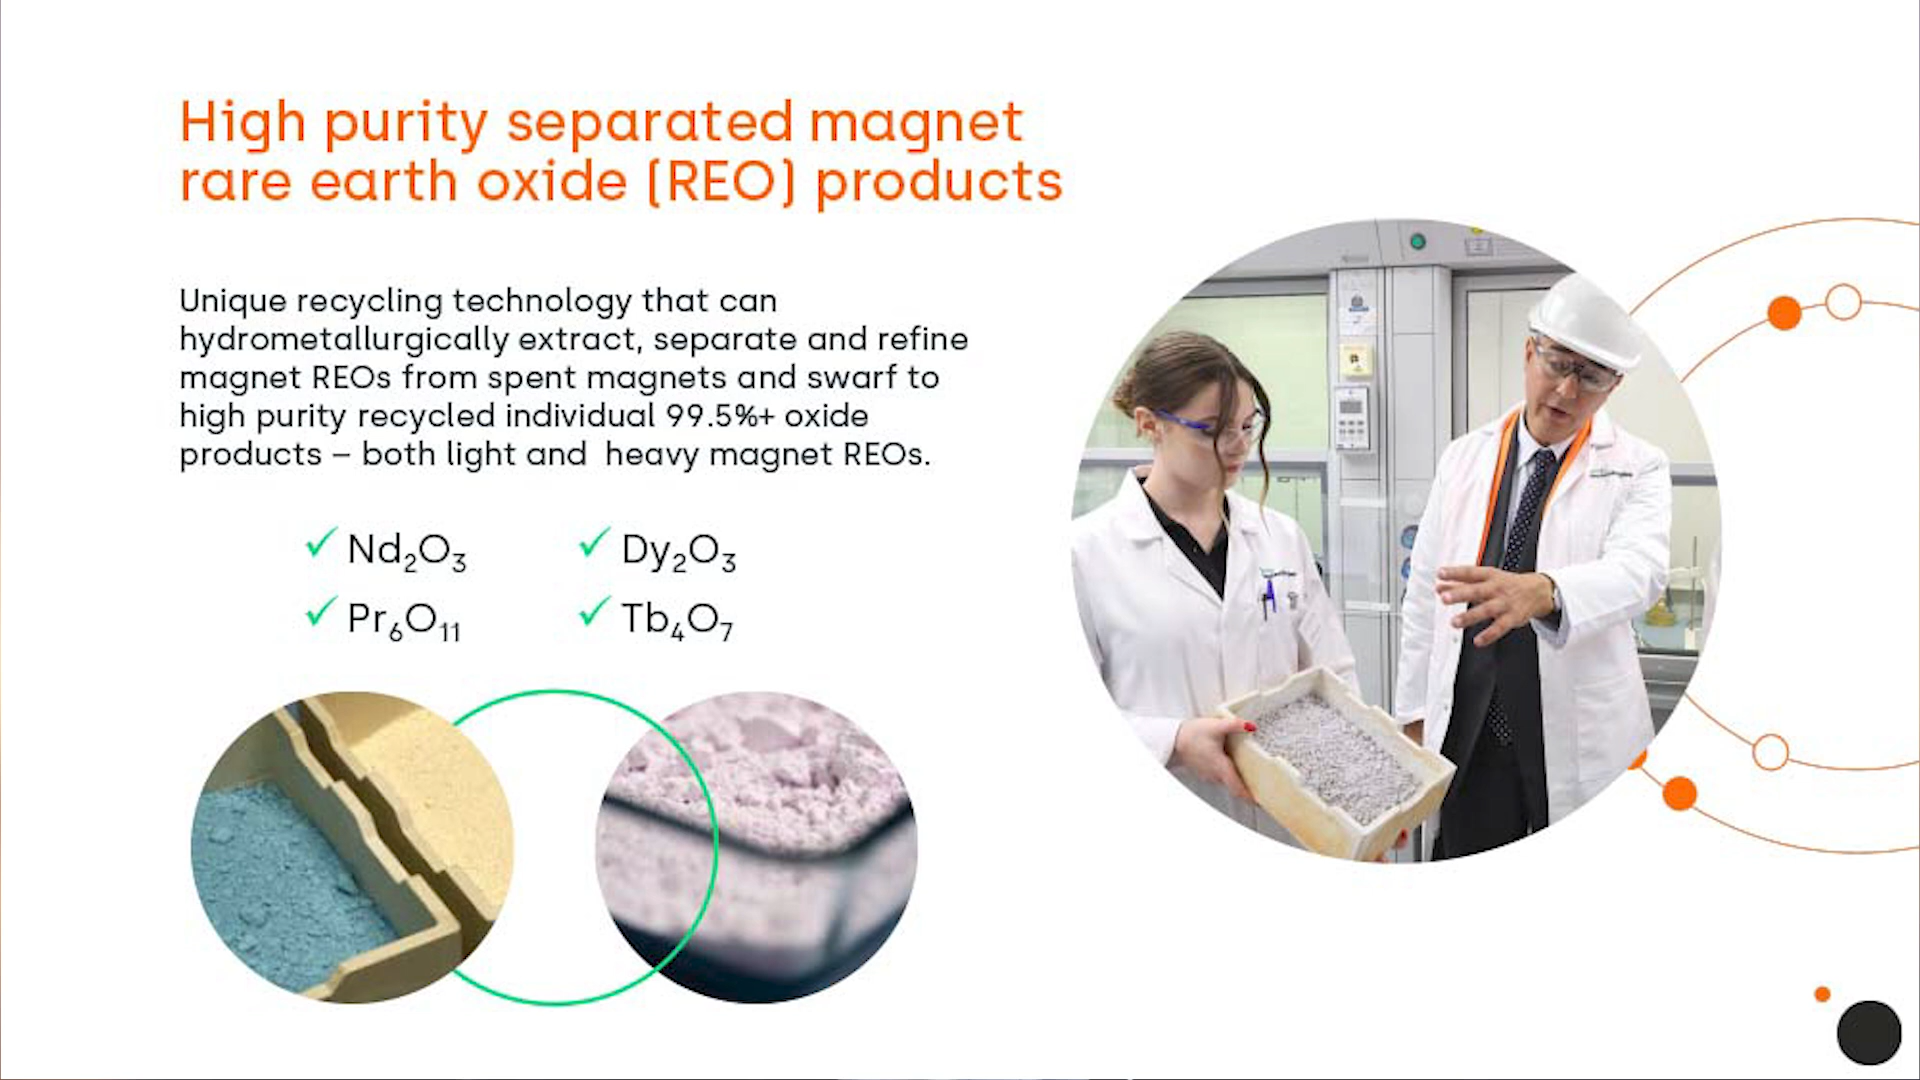 High purity separated magnet
rare earth oxide (REO) products
Unique recycling technology that can
hydrometallurgically extract, separate and refine
magnet REOs from spent magnets and swarf to
high purity recycled individual 99.5%+ oxide
products – both light and heavy magnet REOs.
✓ Nd₂O₃ ✓ Dy₂O₃
✓ Pr₆O₁₁ ✓ Tb₄O₇